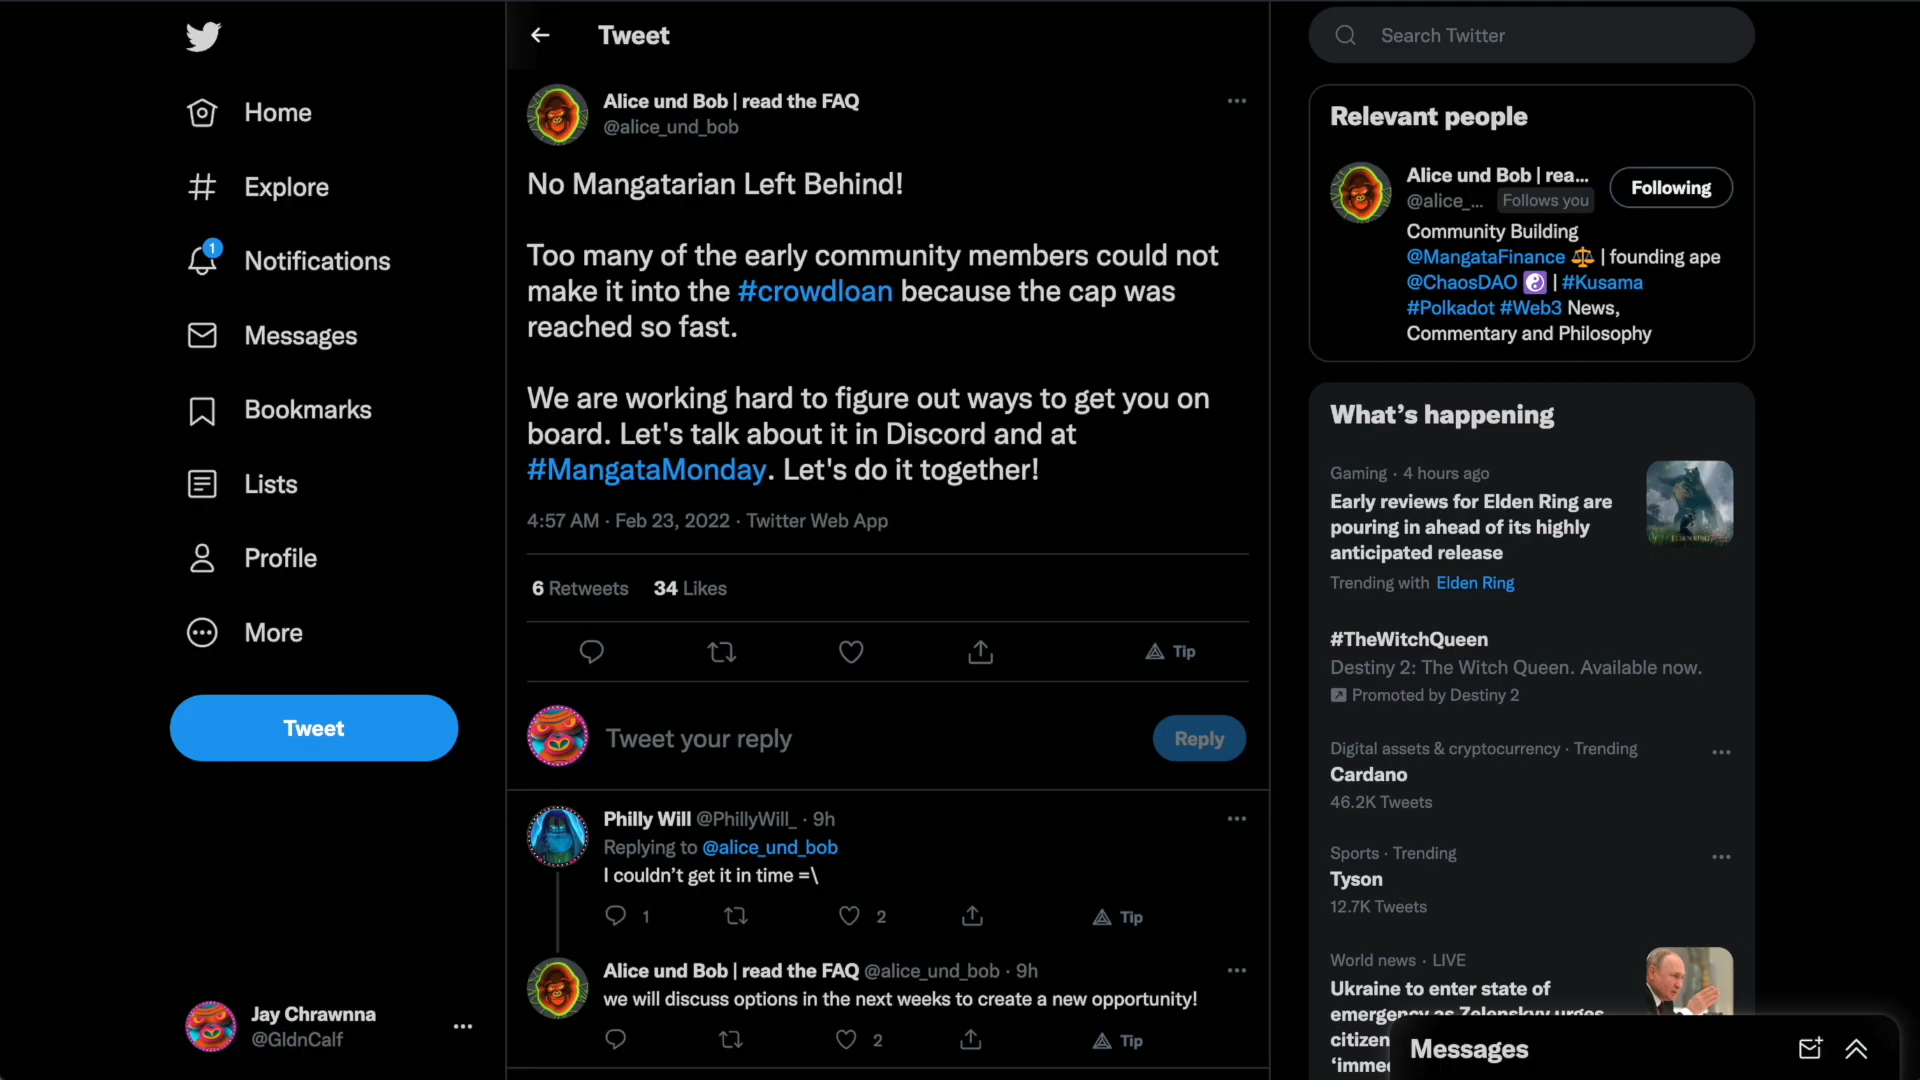 Home
Explore
1
Notifications
Messages
Bookmarks
Lists
Profile
More
Tweet
Jay Chrawnna
@GldnCalf
Tweet
Alice und Bob | read the FAQ
@alice_und_bob
No Mangatarian Left Behind!
Too many of the early community members could not
make it into the #crowdloan because the cap was
reached so fast.
We are working hard to figure out ways to get you on
board. Let's talk about it in Discord and at
#MangataMonday. Let's do it together!
4:57 AM · Feb 23, 2022 · Twitter Web App
6 Retweets 34 Likes
Tip
Tweet your reply
Reply
Philly Will @PhillyWill_ · 9h
Replying to @alice_und_bob
I couldn’t get it in time =\
1 2 Tip
Alice und Bob | read the FAQ @alice_und_bob · 9h
we will discuss options in the next weeks to create a new opportunity!
2 Tip
Search Twitter
Relevant people
Alice und Bob | rea...
@alice_... Follows you
Following
Community Building
@MangataFinance ⚖️ | founding ape
@ChaosDAO ☯️ | #Kusama
#Polkadot #Web3 News,
Commentary and Philosophy
What’s happening
Gaming · 4 hours ago
Early reviews for Elden Ring are
pouring in ahead of its highly
anticipated release
Trending with Elden Ring
#TheWitchQueen
Destiny 2: The Witch Queen. Available now.
Promoted by Destiny 2
Digital assets & cryptocurrency · Trending
Cardano
46.2K Tweets
Sports · Trending
Tyson
12.7K Tweets
World news · LIVE
Ukraine to enter state of
emergency as Zelenskyy urges
citizen
‘imme
Messages